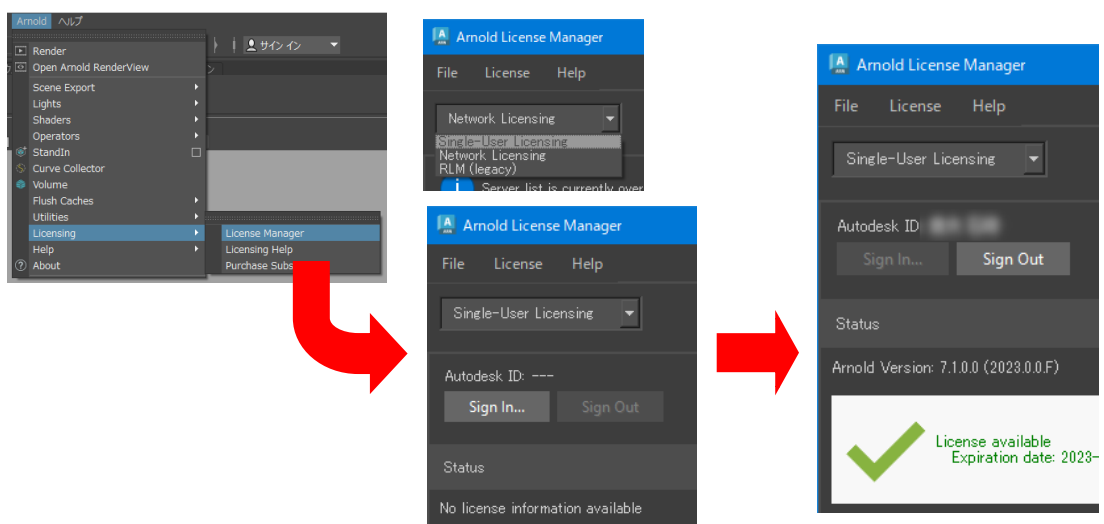 Arnold ヘルプ
サインイン
Render
Open Arnold RenderView
Scene Export
Lights
Shaders
Operators
StandIn
Curve Collector
Volume
Flush Caches
Utilities
Licensing
Help
About
License Manager
Licensing Help
Purchase Subs
Arnold License Manager
File License Help
Network Licensing
Single-User Licensing
Network Licensing
RLM (legacy)
Server list is currently over
Arnold License Manager
File License Help
Single-User Licensing
Autodesk ID: ---
Sign In... Sign Out
Status
No license information available
Arnold License Manager
File License Help
Single-User Licensing
Autodesk ID
Sign In... Sign Out
Status
Arnold Version: 7.1.0.0 (2023.0.0.F)
License available
Expiration date: 2023-